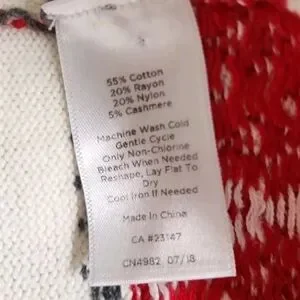 55% Cotton
20% Rayon
20% Nylon
5% Cashmere
Machine Wash Cold
Gentle Cycle
Only Non-Chlorine
Bleach When Needed
Reshape, Lay Flat To
Dry
Cool Iron If Needed
Made In China
CA #23147
CN4982 07/18